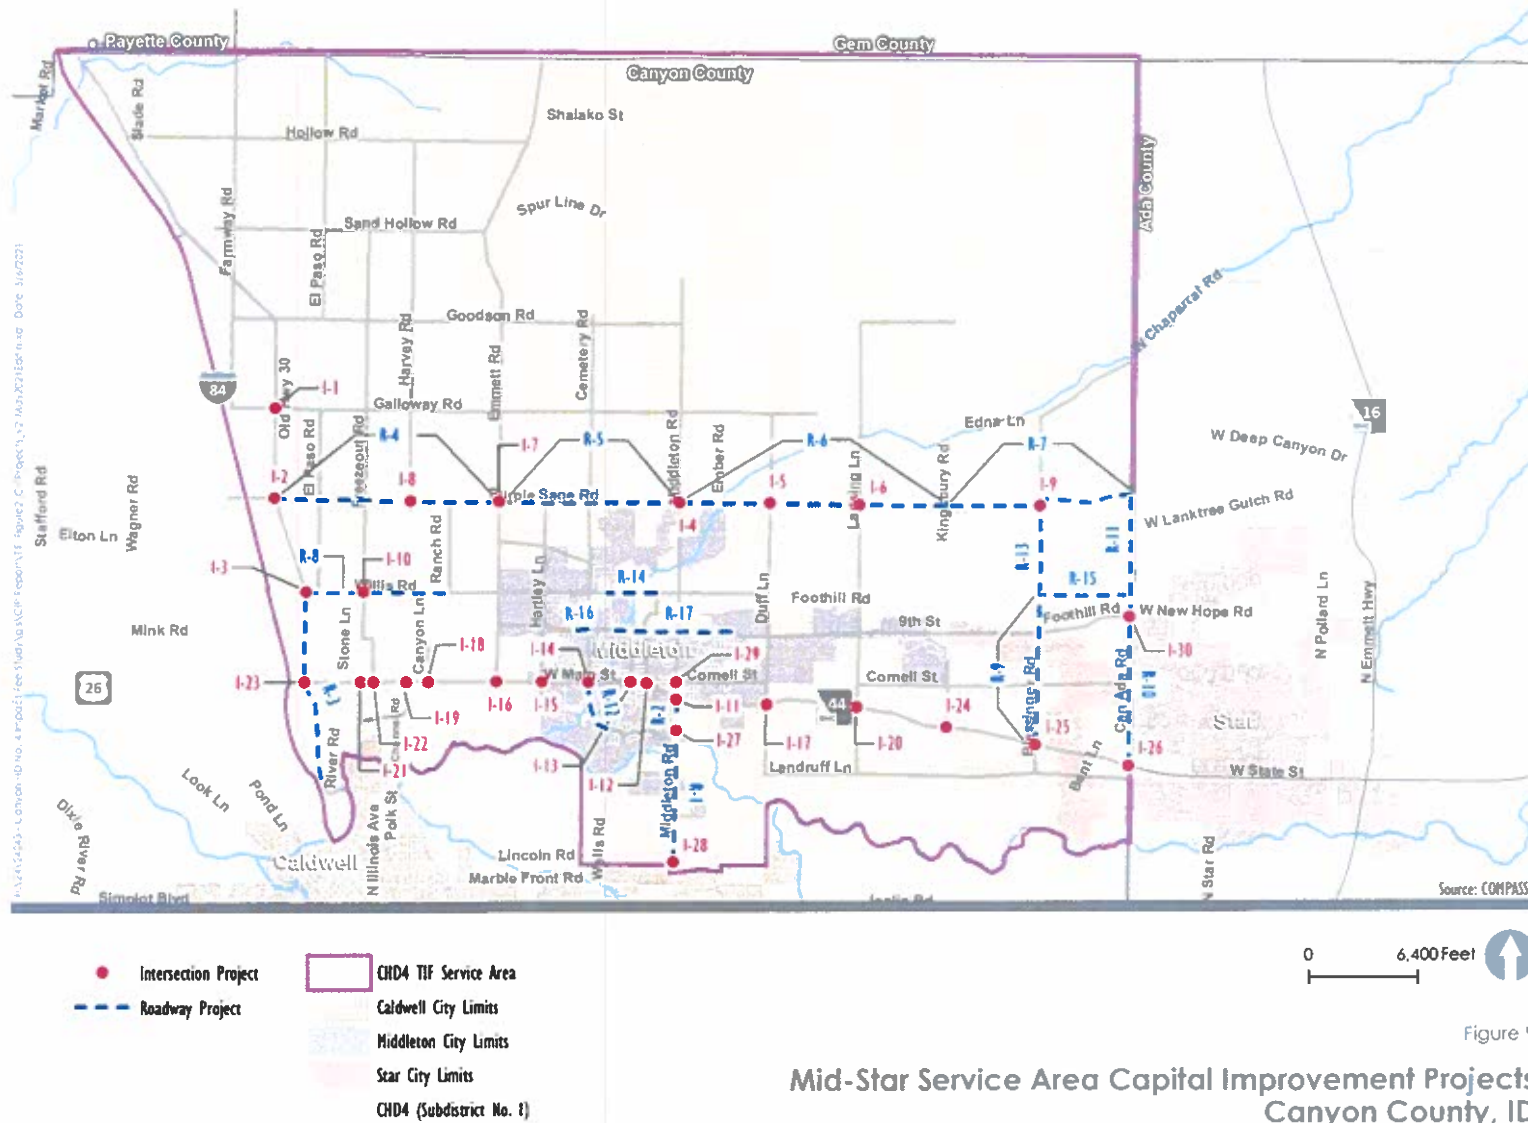 Payette County
Gem County
Canyon County
Ada County
Market Rd
Slade Rd
Hollow Rd
Shalako St
Farmway Rd
Spur Line Dr
Sand Hollow Rd
El Paso Rd
Goodson Rd
Harvey Rd
Emmett Rd
Cemetery Rd
W Chaparral Rd
84
Old Hwy 30
I-1
Galloway Rd
16
El Paso Rd
R-4
I-7
R-5
Ember Rd
R-6
Edna Ln
R-7
W Deep Canyon Dr
Stafford Rd
Wagner Rd
I-2
I-8
Purple Sage Rd
I-5
I-6
Kingsbury Rd
I-9
W Lanktree Gulch Rd
Elton Ln
I-4
Ranch Rd
R-13
R-11
I-3
R-8
I-10
Willis Rd
Hartley Ln
R-14
Duff Ln
R-15
Foothill Rd
Foothill Rd
W New Hope Rd
N Pollard Ln
N Emmett Hwy
Mink Rd
Stone Ln
Canyon Ln
R-16
R-17
9th St
I-18
I-14
Middleton
I-29
I-30
26
I-23
R-3
W Main St
Cornell St
Cornell St
R-9
Can Ada Rd
R-10
I-16
I-15
R-2
I-11
44
I-24
Star
I-19
I-22
I-27
I-17
I-20
I-25
I-26
River Rd
I-21
I-13
I-12
Middleton Rd
R-1
Landruff Ln
Bent Ln
W State St
Look Ln
Pond Ln
Dixie River Rd
N Illinois Ave
Polk St
Caldwell
Lincoln Rd
I-28
Marble Front Rd
N Star Rd
Simplot Blvd
Source: COMPASS
Intersection Project
Roadway Project
CHD4 TIF Service Area
Caldwell City Limits
Middleton City Limits
Star City Limits
CHD4 (Subdistrict No. 1)
0 6,400 Feet
Figure
Mid-Star Service Area Capital Improvement Projects
Canyon County, ID